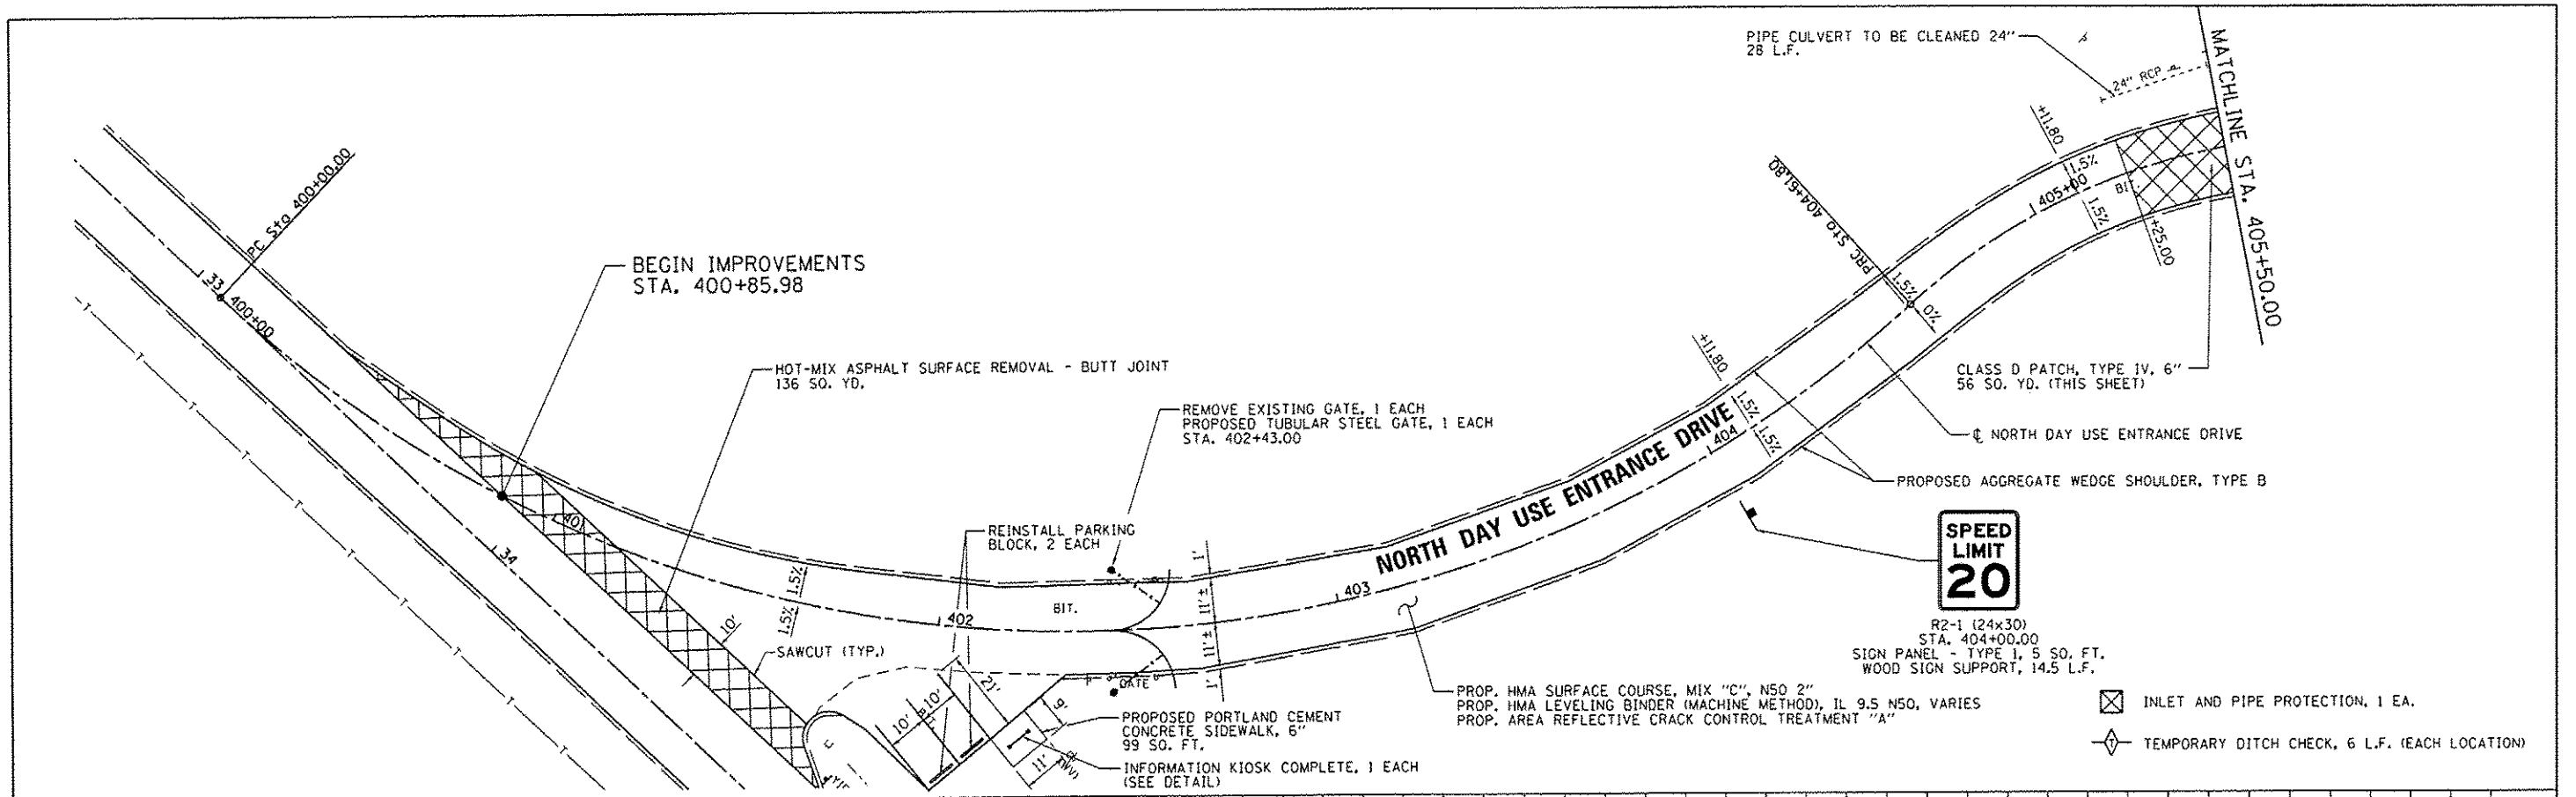 PIPE CULVERT TO BE CLEANED 24"
28 L.F.
24" RCP
MATCHLINE STA. 405+50.00
+11.80
1.5%
405+00
1.5%
+25.00
PC Sta 400+00.00
PRC Sta 404+61.80
1.5%
0%
33
400+00
BEGIN IMPROVEMENTS
STA. 400+85.98
HOT-MIX ASPHALT SURFACE REMOVAL - BUTT JOINT
136 SQ. YD.
REMOVE EXISTING GATE, 1 EACH
PROPOSED TUBULAR STEEL GATE, 1 EACH
STA. 402+43.00
+11.80
1.5%
1.5%
404
CLASS D PATCH, TYPE IV, 6"
56 SQ. YD. (THIS SHEET)
℄ NORTH DAY USE ENTRANCE DRIVE
PROPOSED AGGREGATE WEDGE SHOULDER, TYPE B
NORTH DAY USE ENTRANCE DRIVE
REINSTALL PARKING
BLOCK, 2 EACH
34
1.5%
1.5%
402
BIT.
403
1'
11'±
11'±
1'
10'
SAWCUT (TYP.)
10'
10'
21'
9'
11'
SPEED
LIMIT
20
R2-1 (24x30)
STA. 404+00.00
SIGN PANEL - TYPE 1, 5 SQ. FT.
WOOD SIGN SUPPORT, 14.5 L.F.
PROPOSED PORTLAND CEMENT
CONCRETE SIDEWALK, 6"
99 SQ. FT.
INFORMATION KIOSK COMPLETE, 1 EACH
(SEE DETAIL)
PROP. HMA SURFACE COURSE, MIX "C", N50 2"
PROP. HMA LEVELING BINDER (MACHINE METHOD), IL 9.5 N50, VARIES
PROP. AREA REFLECTIVE CRACK CONTROL TREATMENT "A"
INLET AND PIPE PROTECTION, 1 EA.
TEMPORARY DITCH CHECK, 6 L.F. (EACH LOCATION)